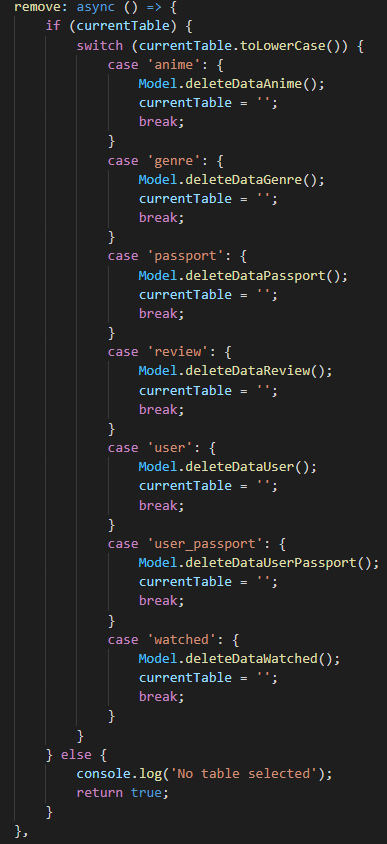 remove: async () => {
    if (currentTable) {
        switch (currentTable.toLowerCase()) {
            case 'anime': {
                Model.deleteDataAnime();
                currentTable = '';
                break;
            }
            case 'genre': {
                Model.deleteDataGenre();
                currentTable = '';
                break;
            }
            case 'passport': {
                Model.deleteDataPassport();
                currentTable = '';
                break;
            }
            case 'review': {
                Model.deleteDataReview();
                currentTable = '';
                break;
            }
            case 'user': {
                Model.deleteDataUser();
                currentTable = '';
                break;
            }
            case 'user_passport': {
                Model.deleteDataUserPassport();
                currentTable = '';
                break;
            }
            case 'watched': {
                Model.deleteDataWatched();
                currentTable = '';
                break;
            }
        }
    } else {
        console.log('No table selected');
        return true;
    }
},